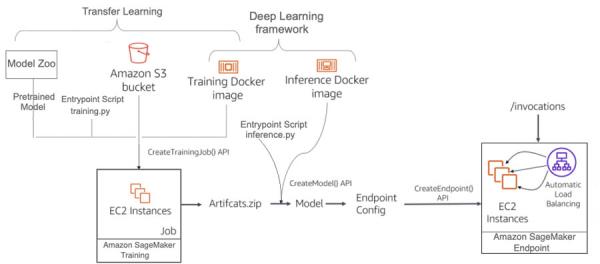 Transfer Learning
Deep Learning
framework
Model Zoo
Pretrained
Model
Entrypoint Script
training.py
Amazon S3
bucket
Training Docker
image
Inference Docker
image
Entrypoint Script
inference.py
/invocations
CreateTrainingJob() API
EC2 Instances
Job
Amazon SageMaker
Training
Artifcats.zip
CreateModel() API
Model
Endpoint
Config
CreateEndpoint()
API
EC2
Instances
Automatic
Load
Balancing
Amazon SageMaker
Endpoint